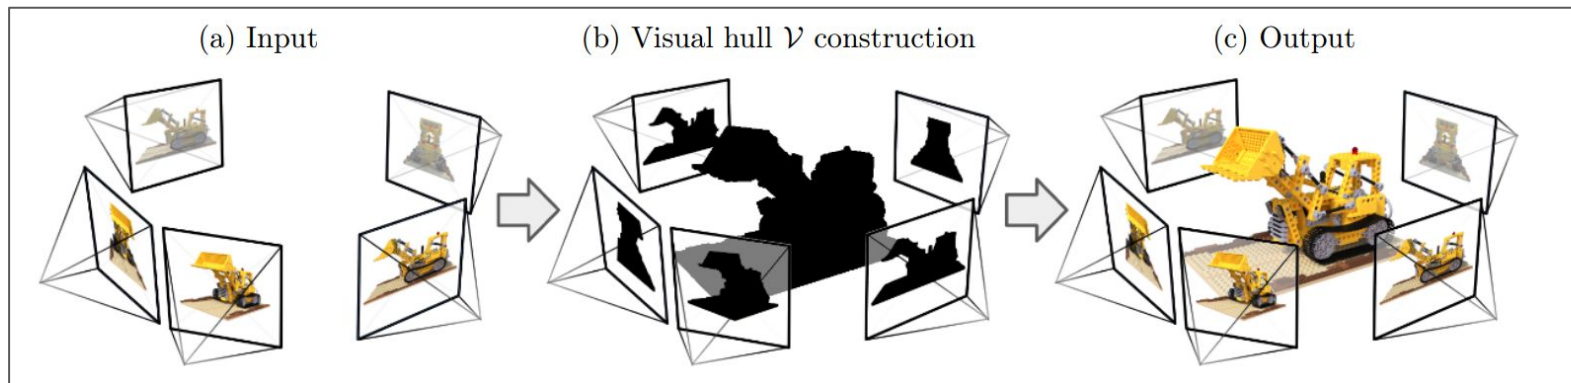 (a) Input
(b) Visual hull 𝒱 construction
(c) Output